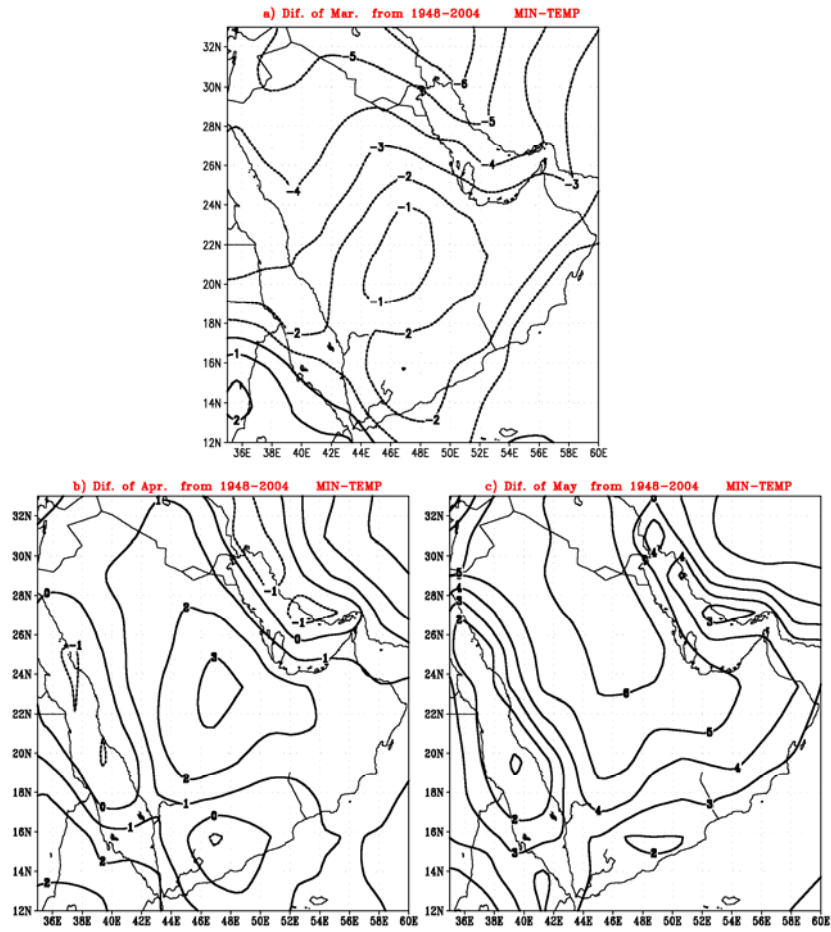 a) Dif. of Mar. from 1948-2004 MIN-TEMP
32N
30N
28N
26N
24N
22N
20N
18N
16N
14N
12N
-5
-6
-5
-3
-4
-4
-3
-2
-1
-1
-2
-2
-1
2
-2
36E 38E 40E 42E 44E 46E 48E 50E 52E 54E 56E 58E 60E
b) Dif. of Apr. from 1948-2004 MIN-TEMP
32N
30N
28N
26N
24N
22N
20N
18N
16N
14N
12N
1
0
-1
-1
2
0
-1
1
3
2
0
1
1
0
2
2
36E 38E 40E 42E 44E 46E 48E 50E 52E 54E 56E 58E 60E
c) Dif. of May from 1948-2004 MIN-TEMP
32N
30N
28N
26N
24N
22N
20N
18N
16N
14N
12N
4
4
5
4
3
2
3
6
5
4
4
3
2
3
2
36E 38E 40E 42E 44E 46E 48E 50E 52E 54E 56E 58E 60E